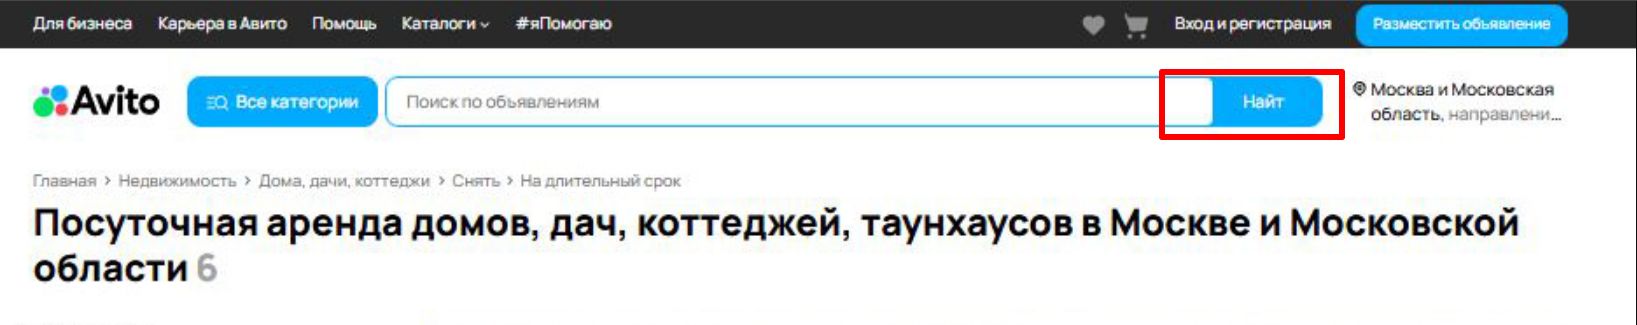 Для бизнеса Карьера в Авито Помощь Каталоги #яПомогаю Вход и регистрация Разместить объявление
Avito Все категории Поиск по объявлениям Найт Москва и Московская
область, направлени...
Главная > Недвижимость > Дома, дачи, коттеджи > Снять > На длительный срок
Посуточная аренда домов, дач, коттеджей, таунхаусов в Москве и Московской
области 6